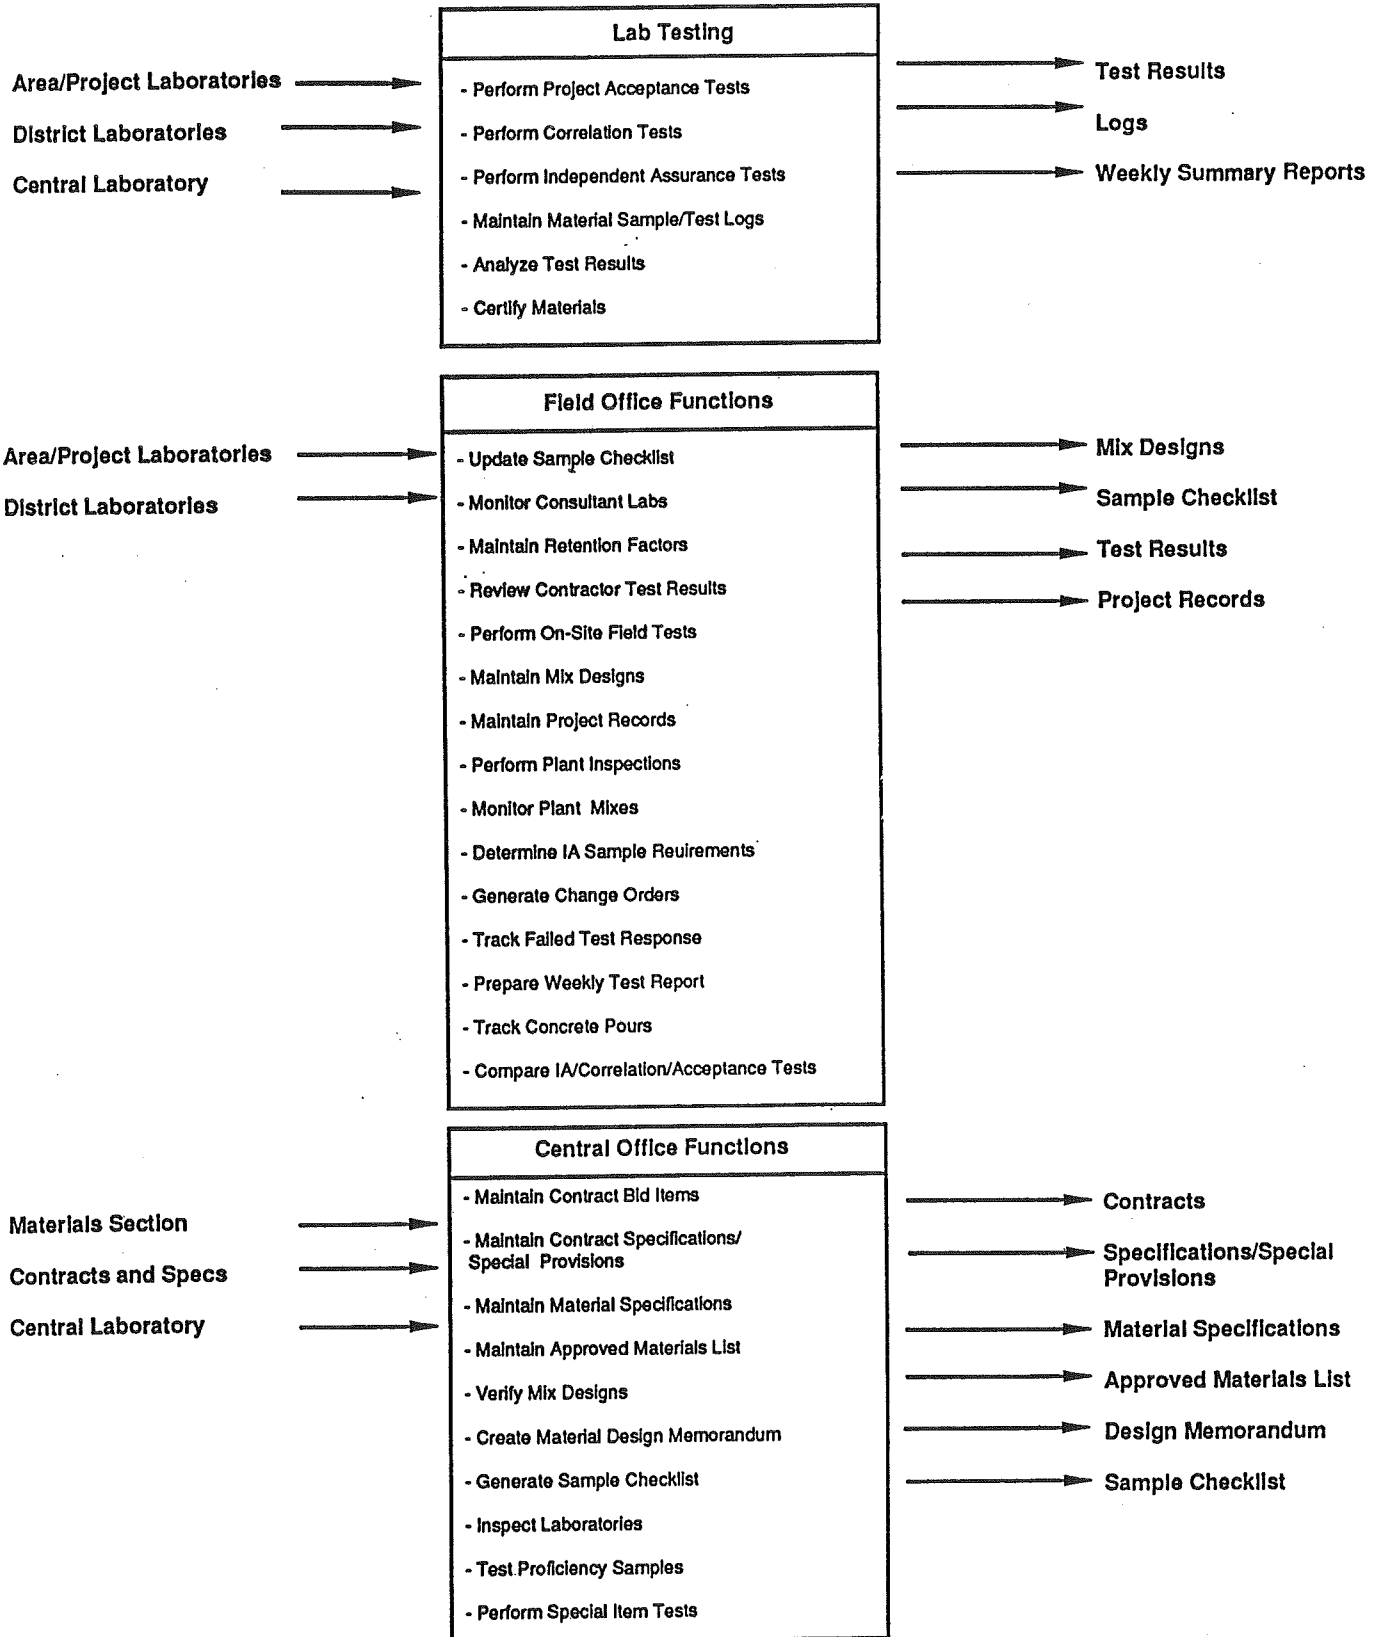 Lab Testing
Area/Project Laboratories
District Laboratories
Central Laboratory
- Perform Project Acceptance Tests
- Perform Correlation Tests
- Perform Independent Assurance Tests
- Maintain Material Sample/Test Logs
- Analyze Test Results
- Certify Materials
Test Results
Logs
Weekly Summary Reports
Field Office Functions
Area/Project Laboratories
District Laboratories
- Update Sample Checklist
- Monitor Consultant Labs
- Maintain Retention Factors
- Review Contractor Test Results
- Perform On-Site Field Tests
- Maintain Mix Designs
- Maintain Project Records
- Perform Plant Inspections
- Monitor Plant Mixes
- Determine IA Sample Reuirements
- Generate Change Orders
- Track Failed Test Response
- Prepare Weekly Test Report
- Track Concrete Pours
- Compare IA/Correlation/Acceptance Tests
Mix Designs
Sample Checklist
Test Results
Project Records
Central Office Functions
Materials Section
Contracts and Specs
Central Laboratory
- Maintain Contract Bid Items
- Maintain Contract Specifications/
Special Provisions
- Maintain Material Specifications
- Maintain Approved Materials List
- Verify Mix Designs
- Create Material Design Memorandum
- Generate Sample Checklist
- Inspect Laboratories
- Test Proficiency Samples
- Perform Special Item Tests
Contracts
Specifications/Special
Provisions
Material Specifications
Approved Materials List
Design Memorandum
Sample Checklist